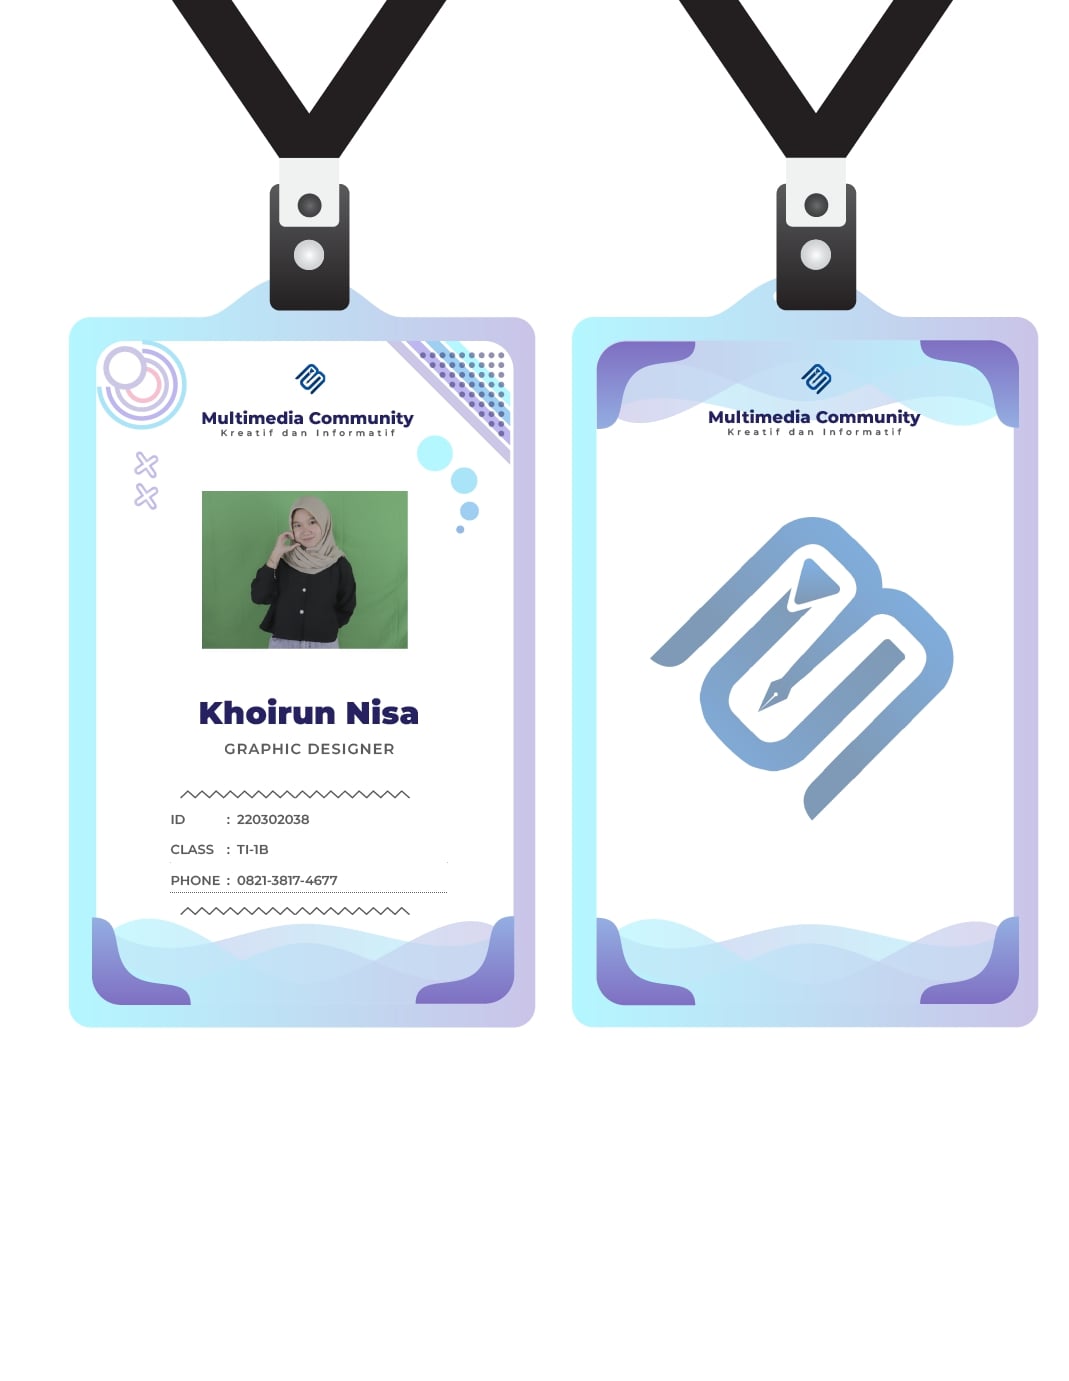 Multimedia Community
Kreatif dan Informatif
Khoirun Nisa
GRAPHIC DESIGNER
ID : 220302038
CLASS : TI-1B
PHONE : 0821-3817-4677
Multimedia Community
Kreatif dan Informatif